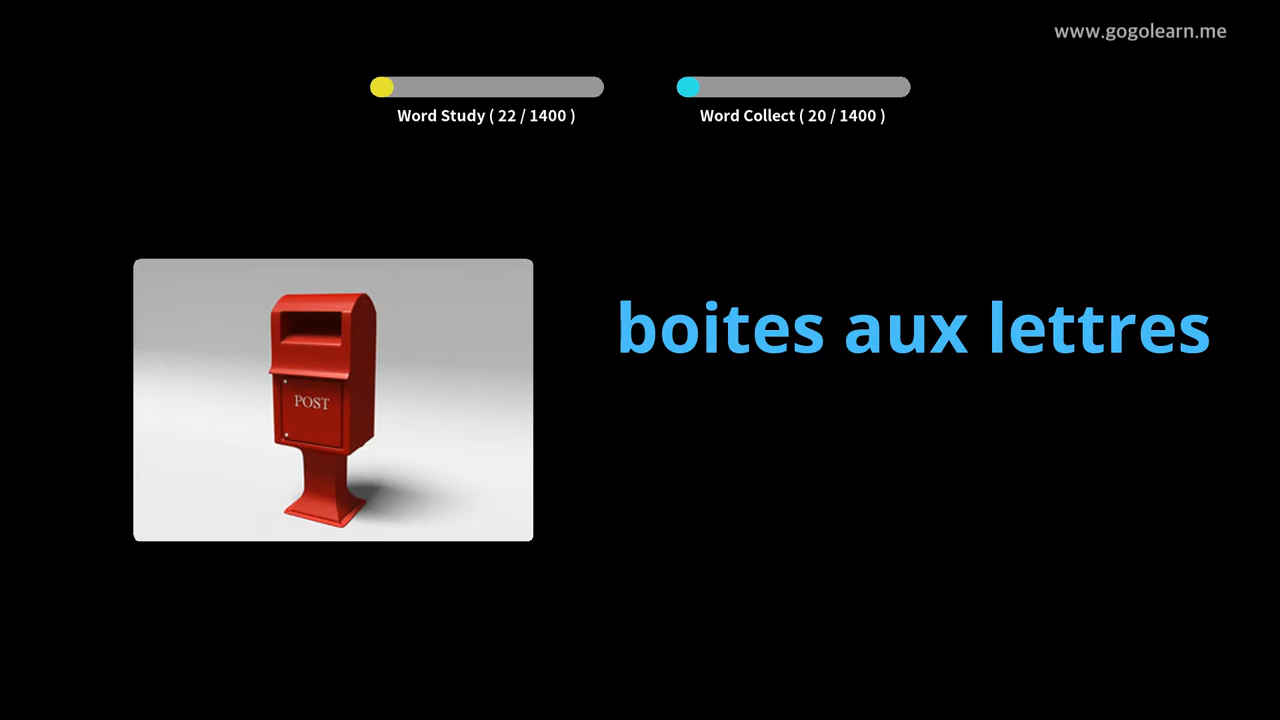 www.gogolearn.me
Word Study ( 22 / 1400 )
Word Collect ( 20 / 1400 )
boites aux lettres
POST